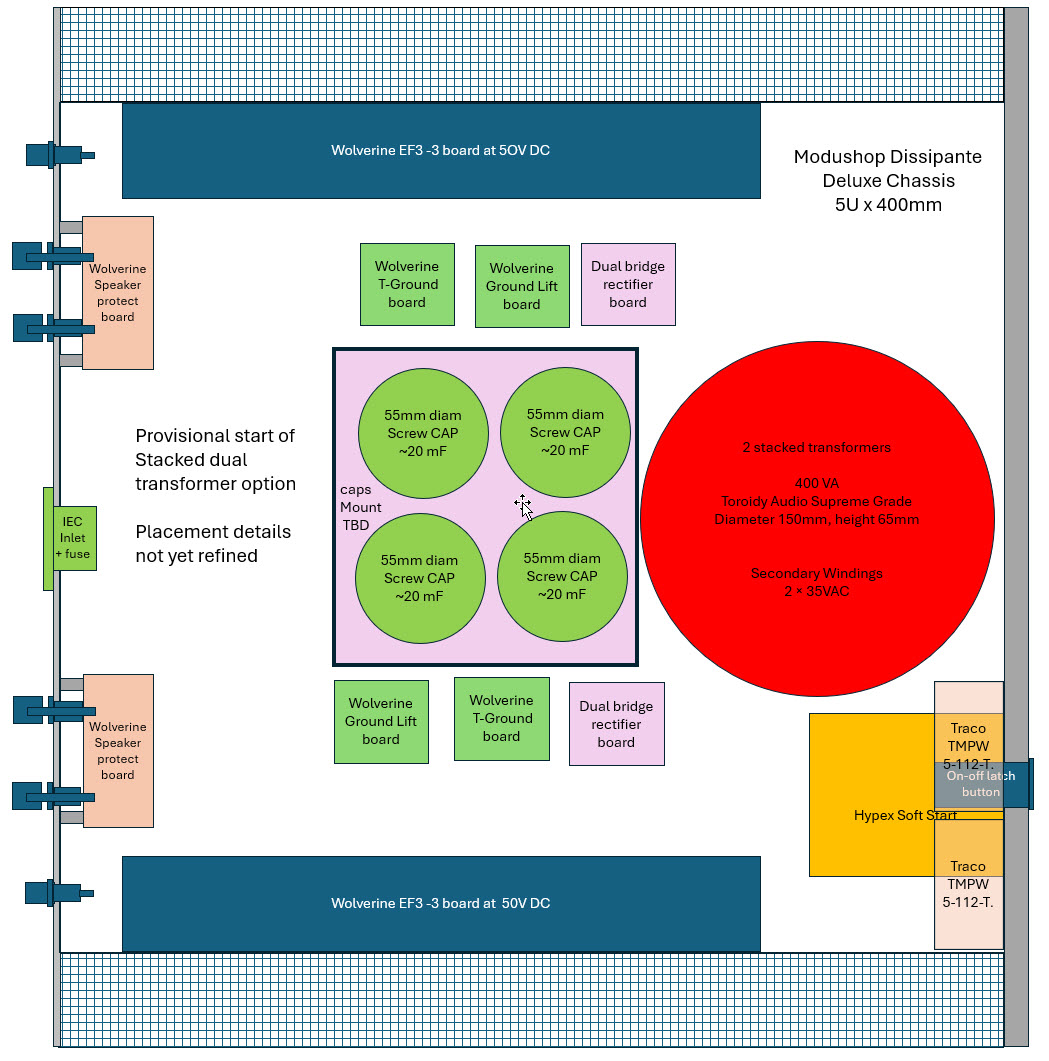 Wolverine EF3 -3 board at 5OV DC
Modushop Dissipante
Deluxe Chassis
5U x 400mm
Wolverine
Speaker
protect
board
Wolverine
T-Ground
board
Wolverine
Ground Lift
board
Dual bridge
rectifier
board
55mm diam
Screw CAP
~20 mF
55mm diam
Screw CAP
~20 mF
caps
Mount
TBD
55mm diam
Screw CAP
~20 mF
55mm diam
Screw CAP
~20 mF
2 stacked transformers
400 VA
Toroidy Audio Supreme Grade
Diameter 150mm, height 65mm
Secondary Windings
2 × 35VAC
Provisional start of
Stacked dual
transformer option
Placement details
not yet refined
IEC
Inlet
+ fuse
Wolverine
Ground Lift
board
Wolverine
T-Ground
board
Dual bridge
rectifier
board
Wolverine
Speaker
protect
board
Traco
TMPW
5-112-T.
On-off latch
button
Hypex Soft Start
Traco
TMPW
5-112-T.
Wolverine EF3 -3 board at  50V DC